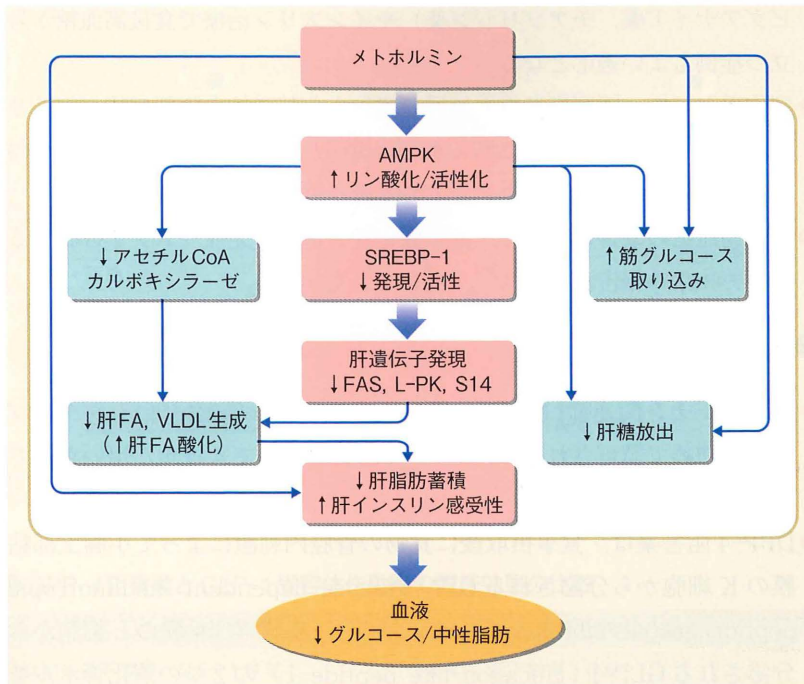 メトホルミン
AMPK
↑リン酸化/活性化
↓アセチルCoA
カルボキシラーゼ
SREBP-1
↓発現/活性
↑筋グルコース
取り込み
肝遺伝子発現
↓FAS, L-PK, S14
↓肝FA, VLDL生成
(↑肝FA酸化)
↓肝糖放出
↓肝脂肪蓄積
↑肝インスリン感受性
血液
↓グルコース/中性脂肪